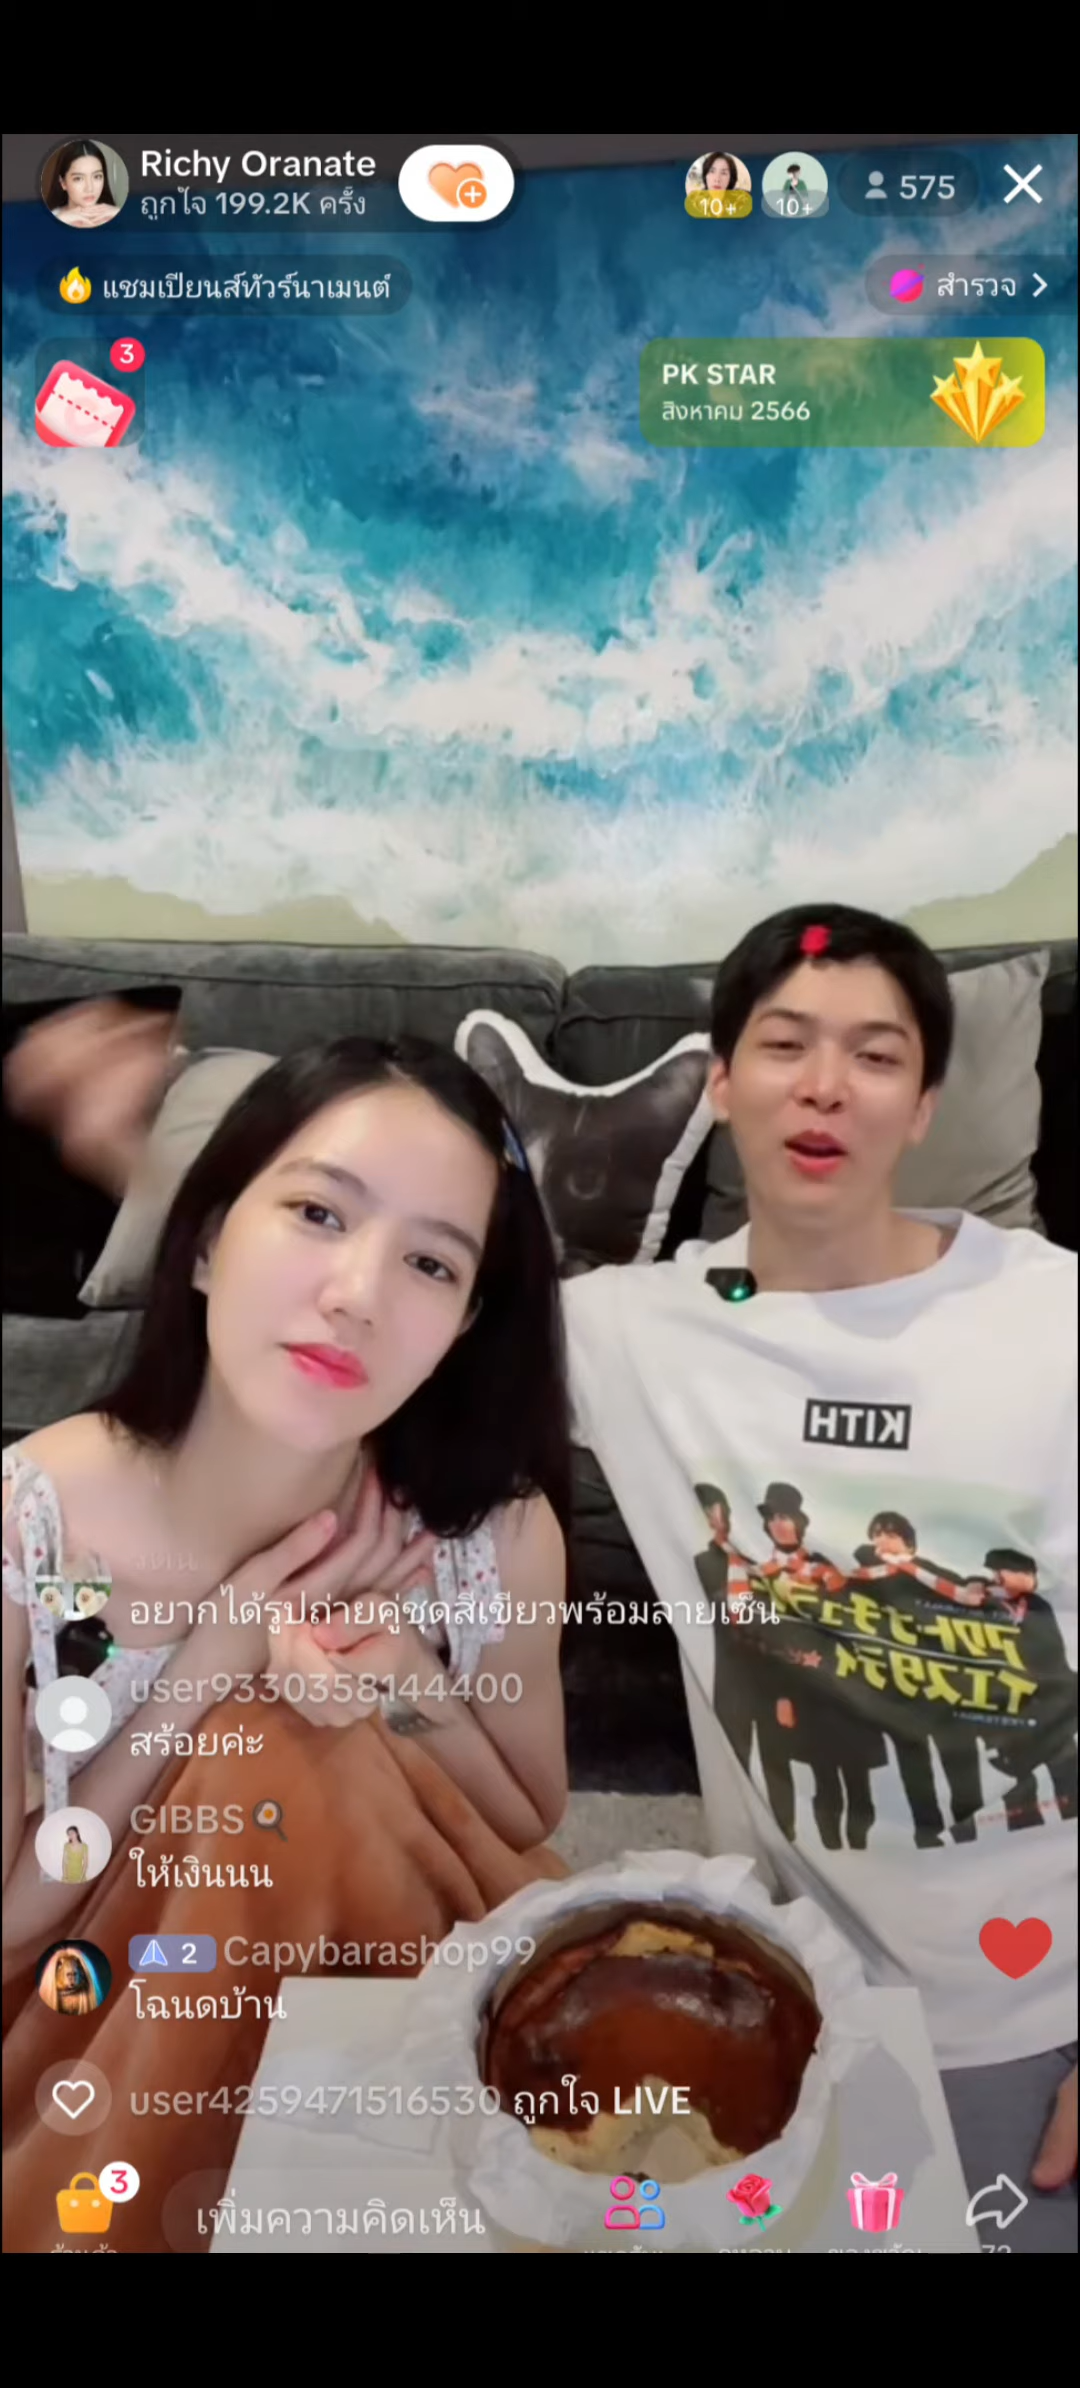 Richy Oranate
ถูกใจ 199.2K ครั้ง
10+
10+
575
แชมเปียนส์ทัวร์นาเมนต์
สำรวจ
3
PK STAR
สิงหาคม 2566
KITH
อยากได้รูปถ่ายคู่ชุดสีเขียวพร้อมลายเซ็น
user9330358144400
สร้อยค่ะ
GIBBS🍳
ให้เงินนน
2 Capybarashop99
โฉนดบ้าน
user4259471516530 ถูกใจ LIVE
3
เพิ่มความคิดเห็น